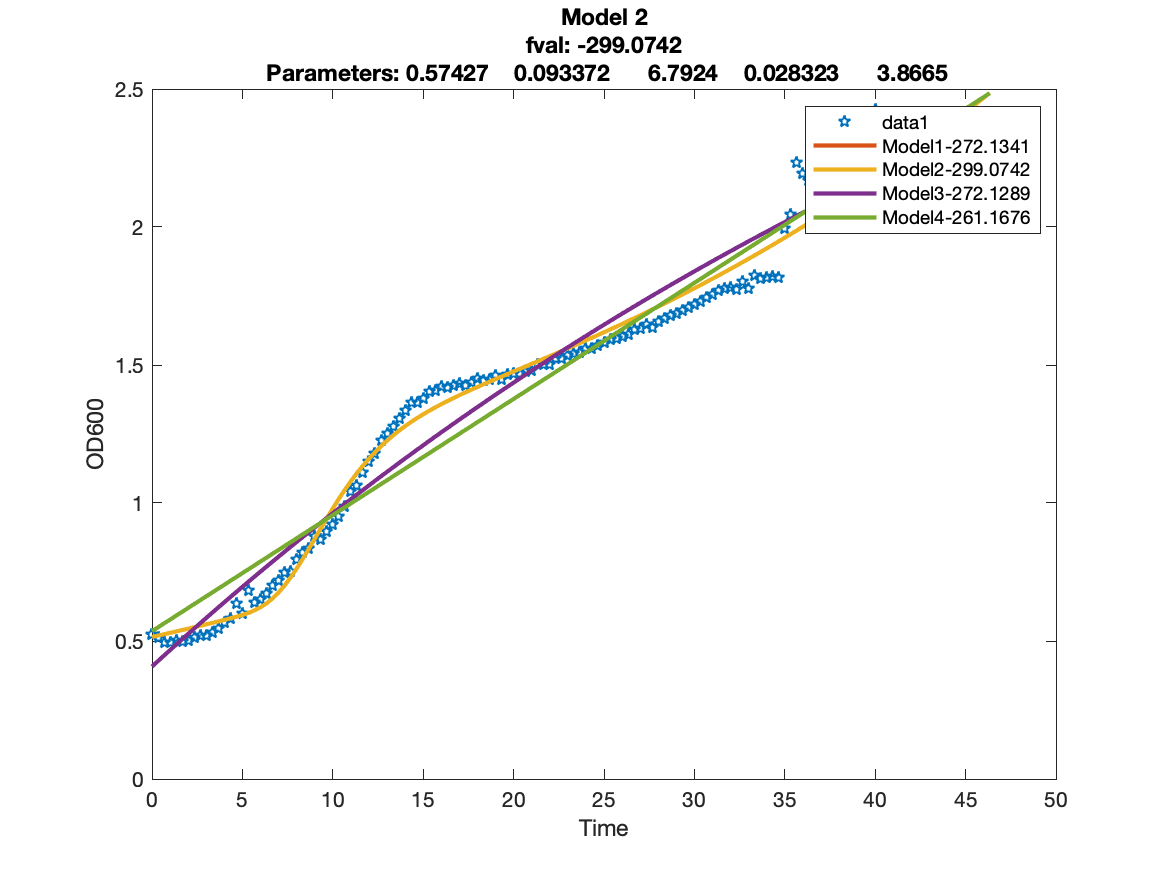 Model 2
fval: -299.0742
Parameters: 0.57427 0.093372 6.7924 0.028323 3.8665
2.5
2
1.5
1
0.5
0
OD600
data1
Model1-272.1341
Model2-299.0742
Model3-272.1289
Model4-261.1676
0 5 10 15 20 25 30 35 40 45 50
Time